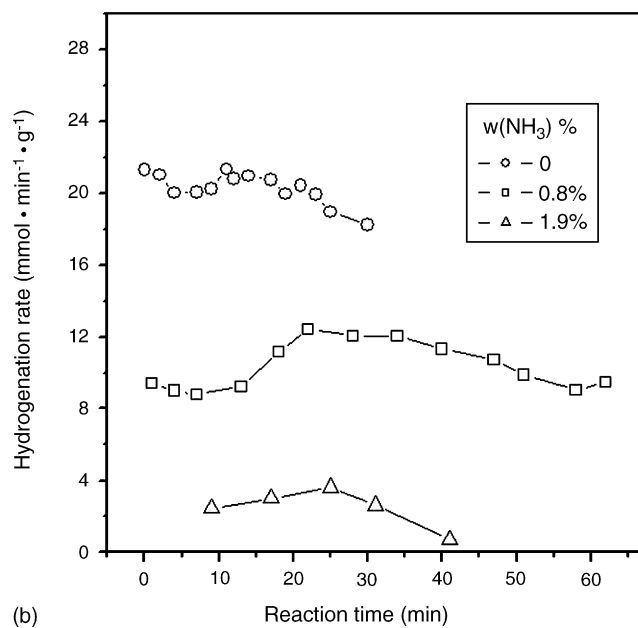 28
24
20
16
12
8
4
0
Hydrogenation rate (mmol • min⁻¹ • g⁻¹)
w(NH₃) %
0
0.8%
1.9%
0 10 20 30 40 50 60
Reaction time (min)
(b)